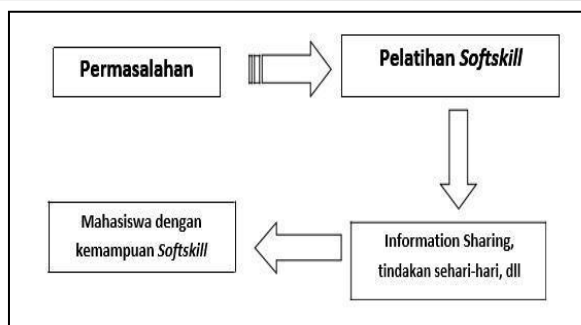 Permasalahan
Pelatihan Softskill
Information Sharing,
tindakan sehari-hari, dll
Mahasiswa dengan
kemampuan Softskill